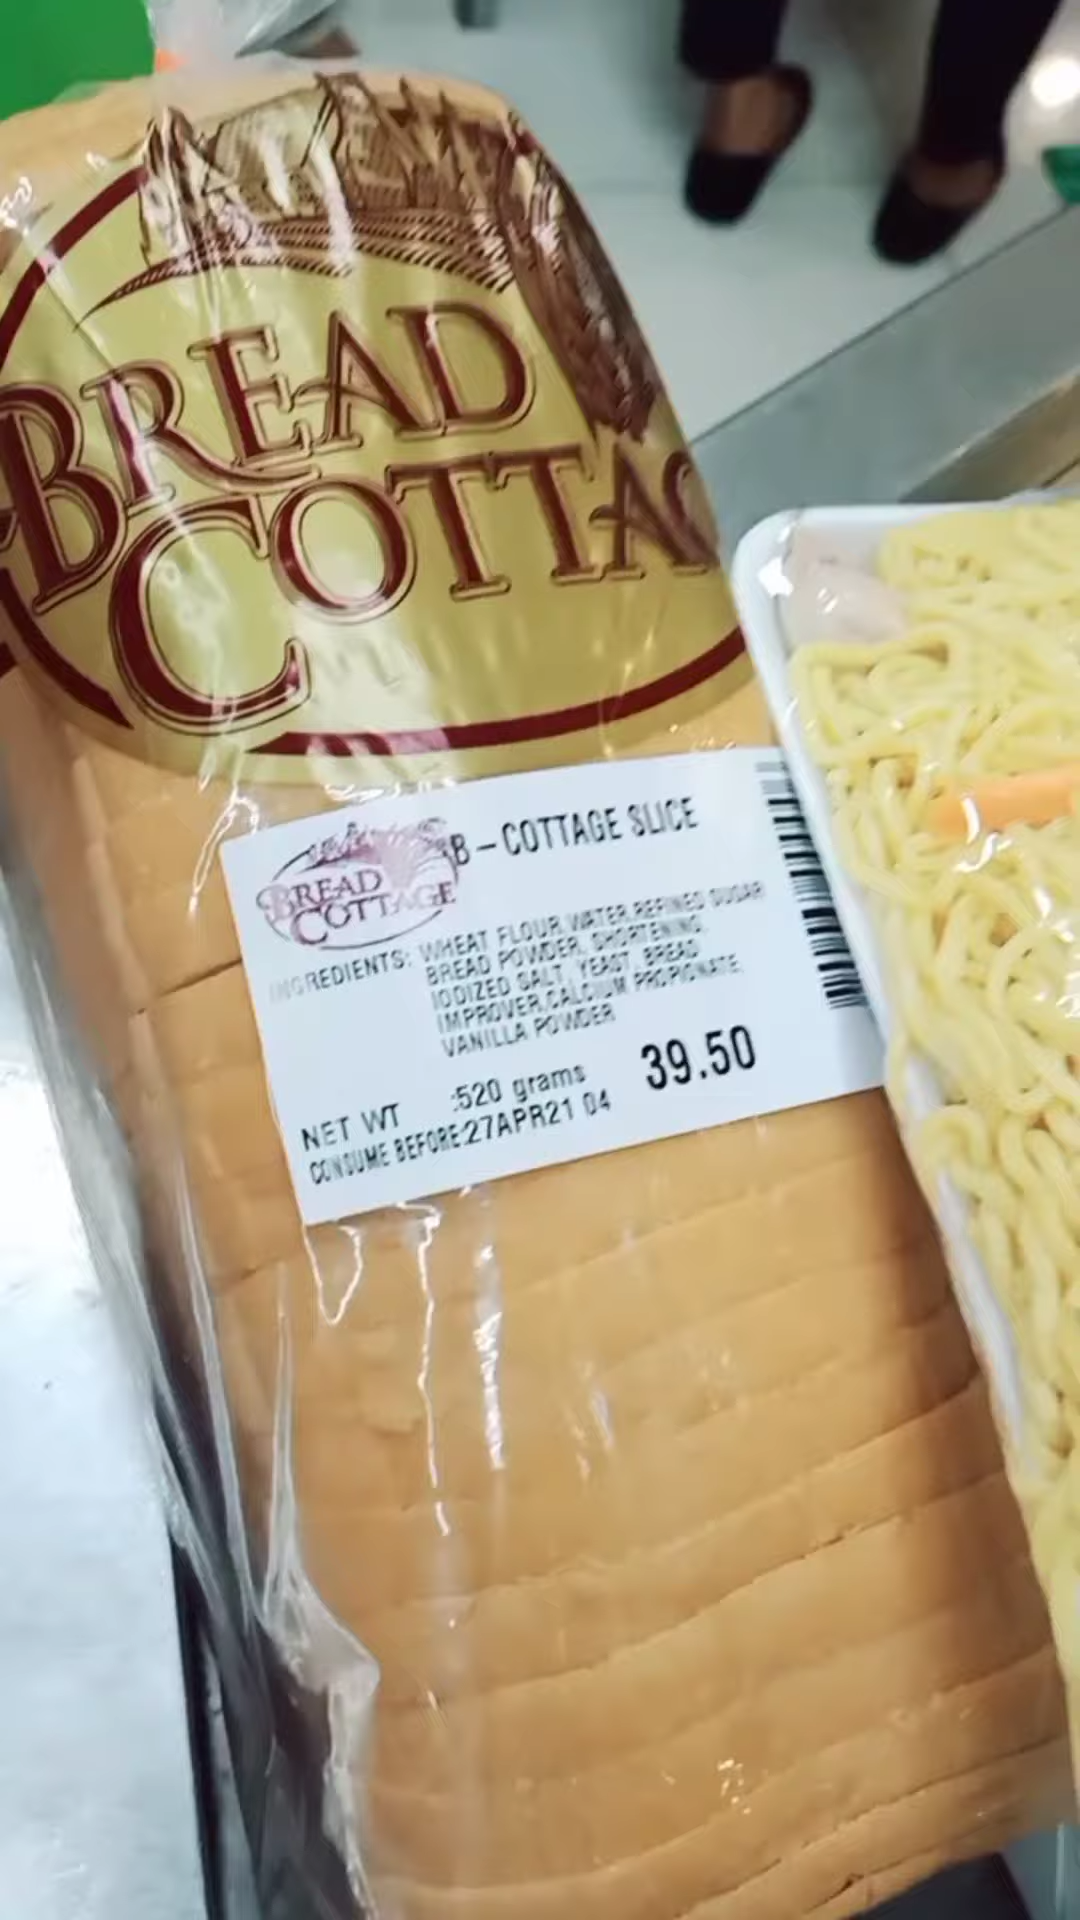 BREAD
COTTAG
BREAD
COTTAGE
B-COTTAGE SLICE
INGREDIENTS: WHEAT FLOUR, WATER, REFINED SUGAR
BREAD POWDER, SHORTENING,
IODIZED SALT, YEAST, BREAD
IMPROVER, CALCIUM PROPIONATE,
VANILLA POWDER
39.50
NET WT :520 grams
CONSUME BEFORE:27APR21 04